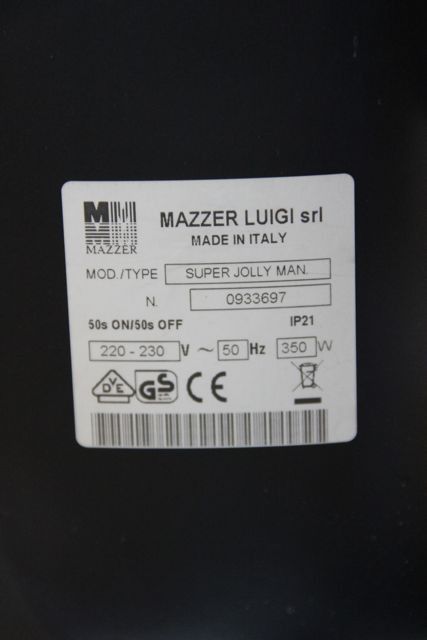 MAZZER
MAZZER LUIGI srl
MADE IN ITALY
MOD./TYPE SUPER JOLLY MAN.
N. 0933697
50s ON/50s OFF IP21
220 - 230 V ~ 50 Hz 350 W
DVE GS CE